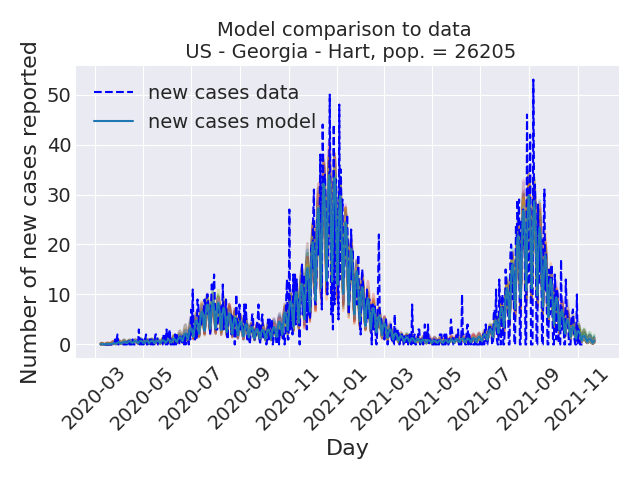 Model comparison to data
US - Georgia - Hart, pop. = 26205
Number of new cases reported
50
40
30
20
10
0
new cases data
new cases model
2020-03
2020-05
2020-07
2020-09
2020-11
2021-01
2021-03
2021-05
2021-07
2021-09
2021-11
Day